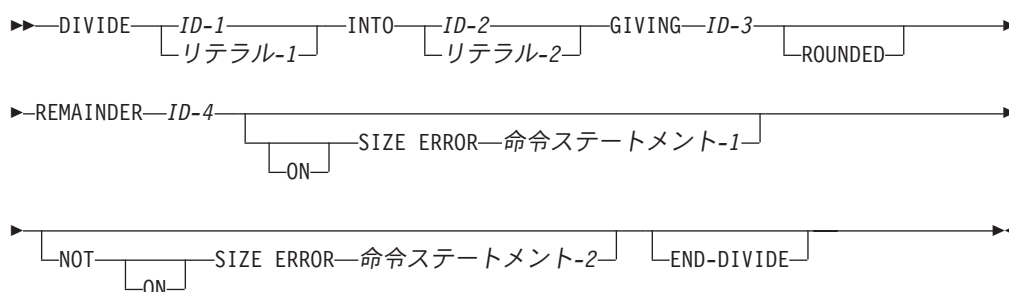 DIVIDE ID-1 INTO ID-2 GIVING ID-3
リテラル-1 リテラル-2 ROUNDED
REMAINDER ID-4
SIZE ERROR 命令ステートメント-1
ON
NOT SIZE ERROR 命令ステートメント-2 END-DIVIDE
ON